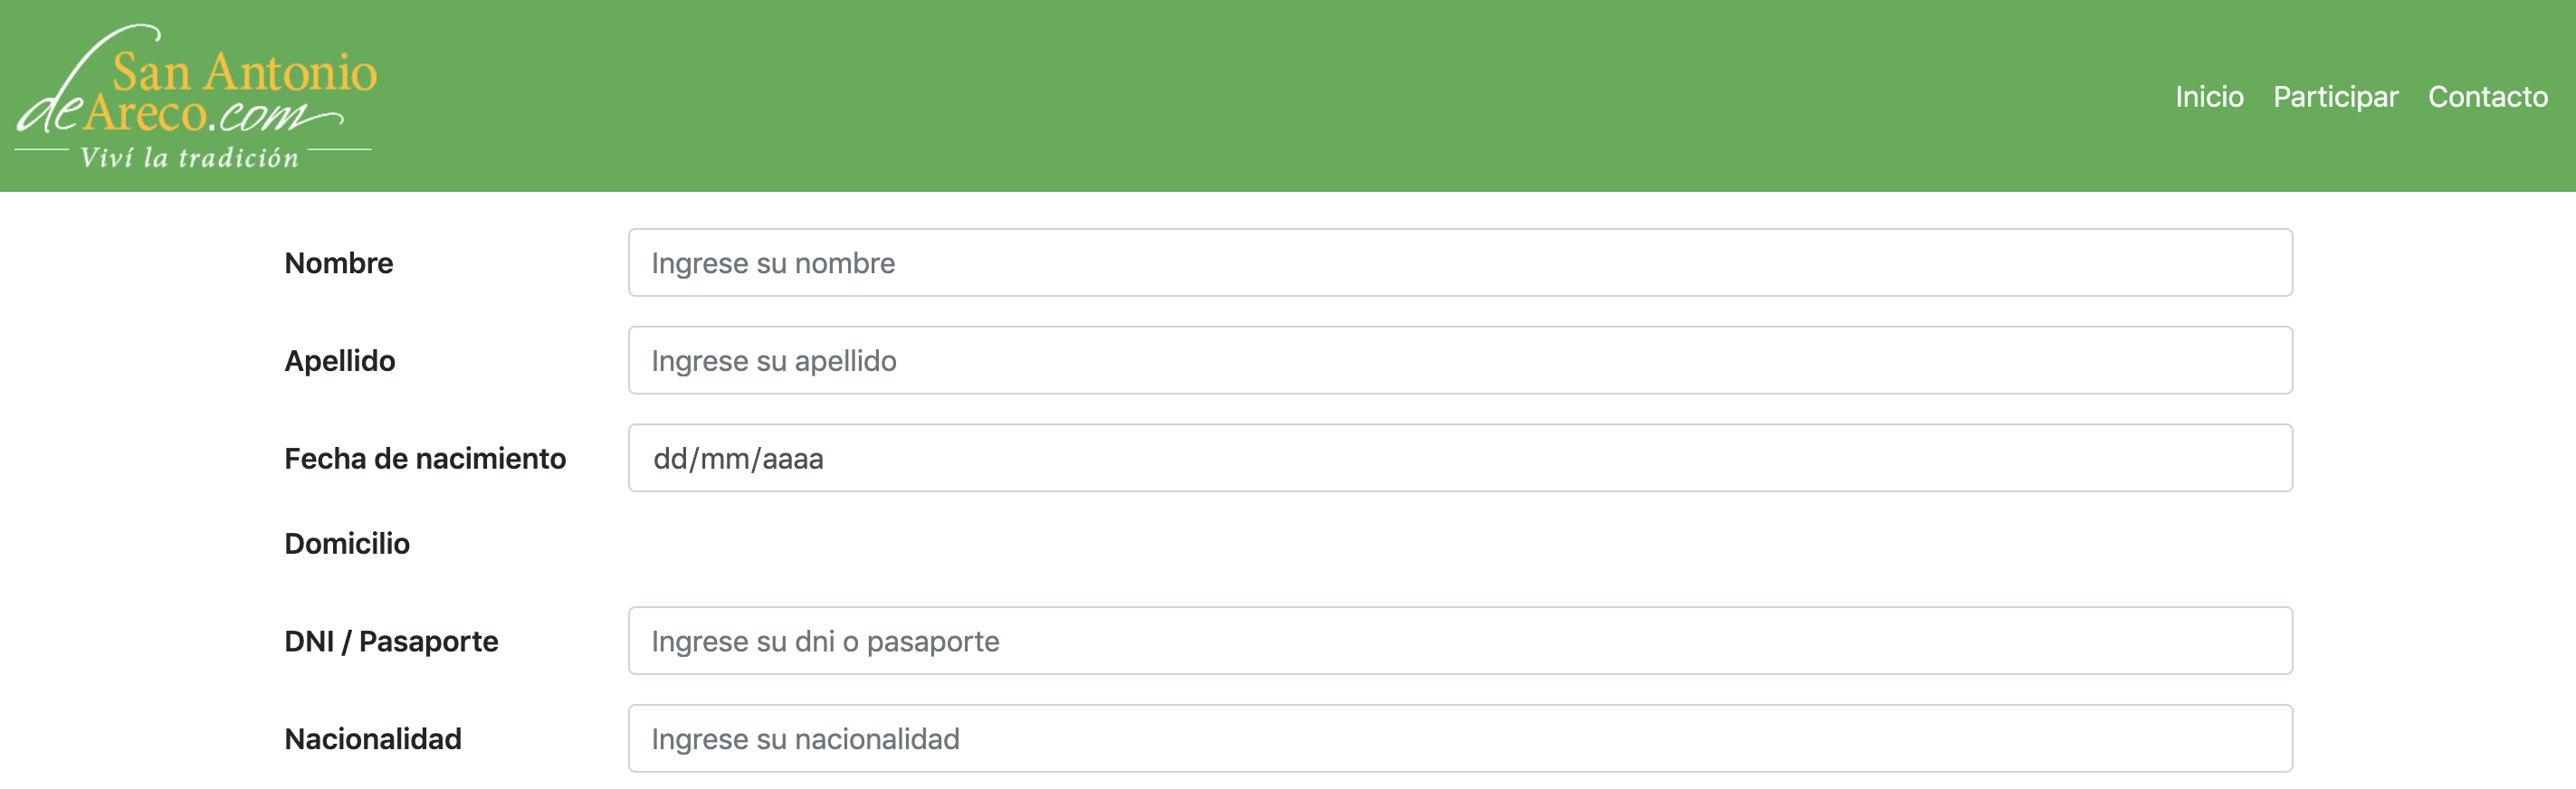 San Antonio
de Areco.com
Viví la tradición
Inicio Participar Contacto
Nombre Ingrese su nombre
Apellido Ingrese su apellido
Fecha de nacimiento dd/mm/aaaa
Domicilio
DNI / Pasaporte Ingrese su dni o pasaporte
Nacionalidad Ingrese su nacionalidad